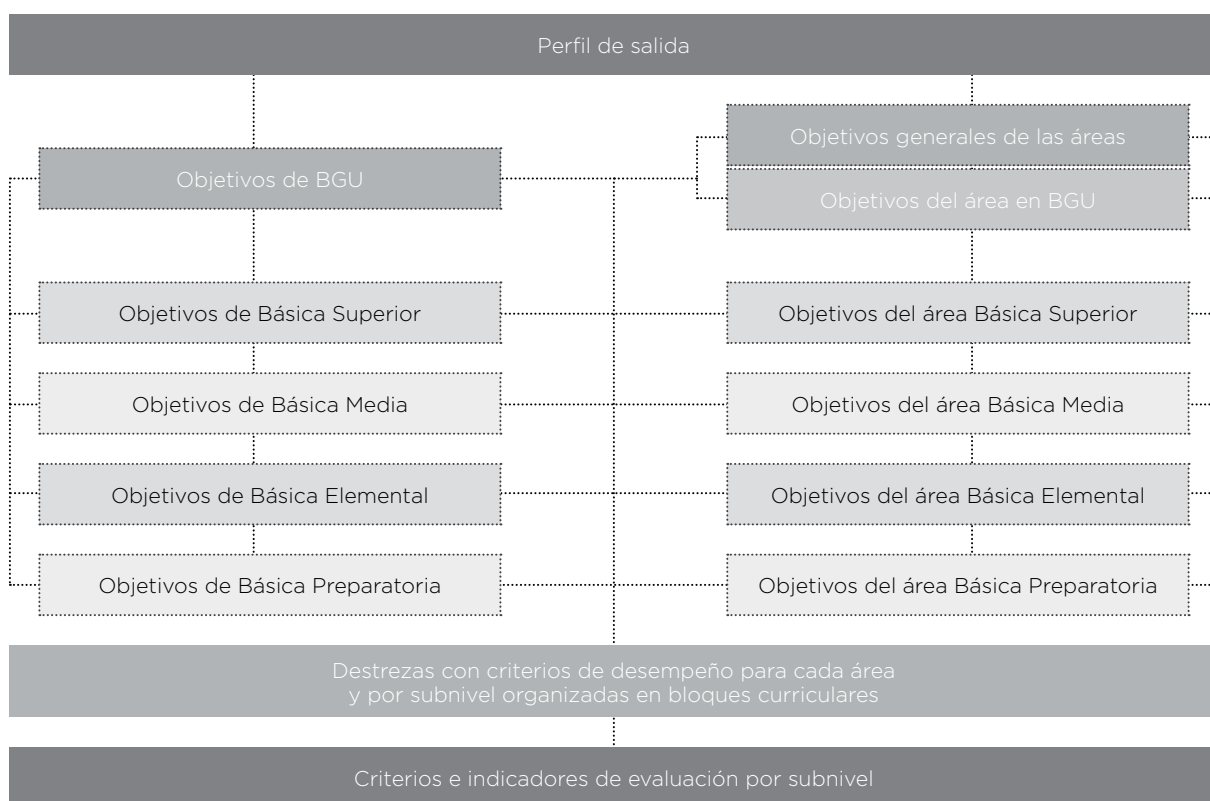 Perfil de salida
Objetivos generales de las áreas
Objetivos de BGU
Objetivos del área en BGU
Objetivos de Básica Superior
Objetivos del área Básica Superior
Objetivos de Básica Media
Objetivos del área Básica Media
Objetivos de Básica Elemental
Objetivos del área Básica Elemental
Objetivos de Básica Preparatoria
Objetivos del área Básica Preparatoria
Destrezas con criterios de desempeño para cada área
y por subnivel organizadas en bloques curriculares
Criterios e indicadores de evaluación por subnivel